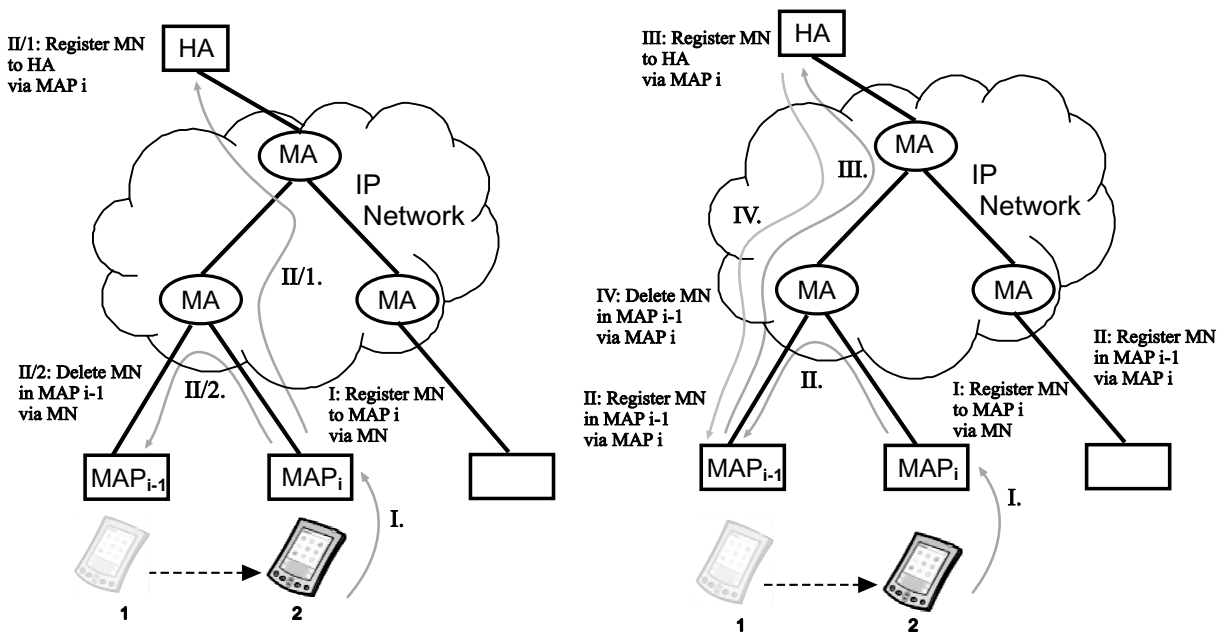 II/1: Register MN
to HA
via MAP i
HA
MA
IP
Network
II/1.
MA
MA
II/2: Delete MN
in MAP i-1
via MN
II/2.
I: Register MN
to MAP i
via MN
MAPi-1
MAPi
I.
1
2
III: Register MN
to HA
via MAP i
HA
MA
III.
IP
Network
IV.
MA
MA
IV: Delete MN
in MAP i-1
via MAP i
II: Register MN
in MAP i-1
via MAP i
II.
I: Register MN
to MAP i
via MN
II: Register MN
in MAP i-1
via MAP i
MAPi-1
MAPi
I.
1
2